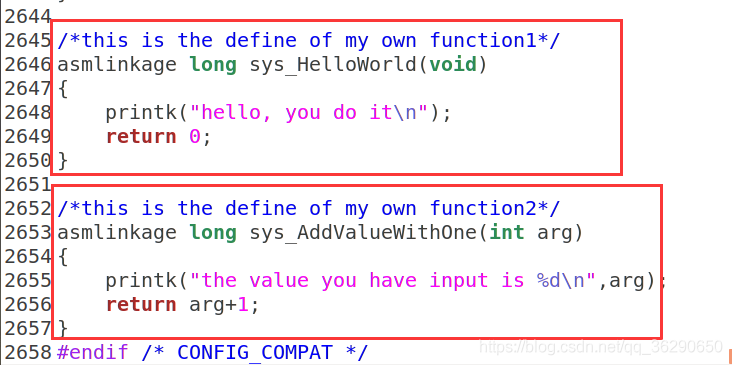 2644
2645 /*this is the define of my own function1*/
2646 asmlinkage long sys_HelloWorld(void)
2647 {
2648     printk("hello, you do it\n");
2649     return 0;
2650 }
2651
2652 /*this is the define of my own function2*/
2653 asmlinkage long sys_AddValueWithOne(int arg)
2654 {
2655     printk("the value you have input is %d\n",arg);
2656     return arg+1;
2657 }
2658 #endif /* CONFIG_COMPAT */
https://blog.csdn.net/qq_36290650